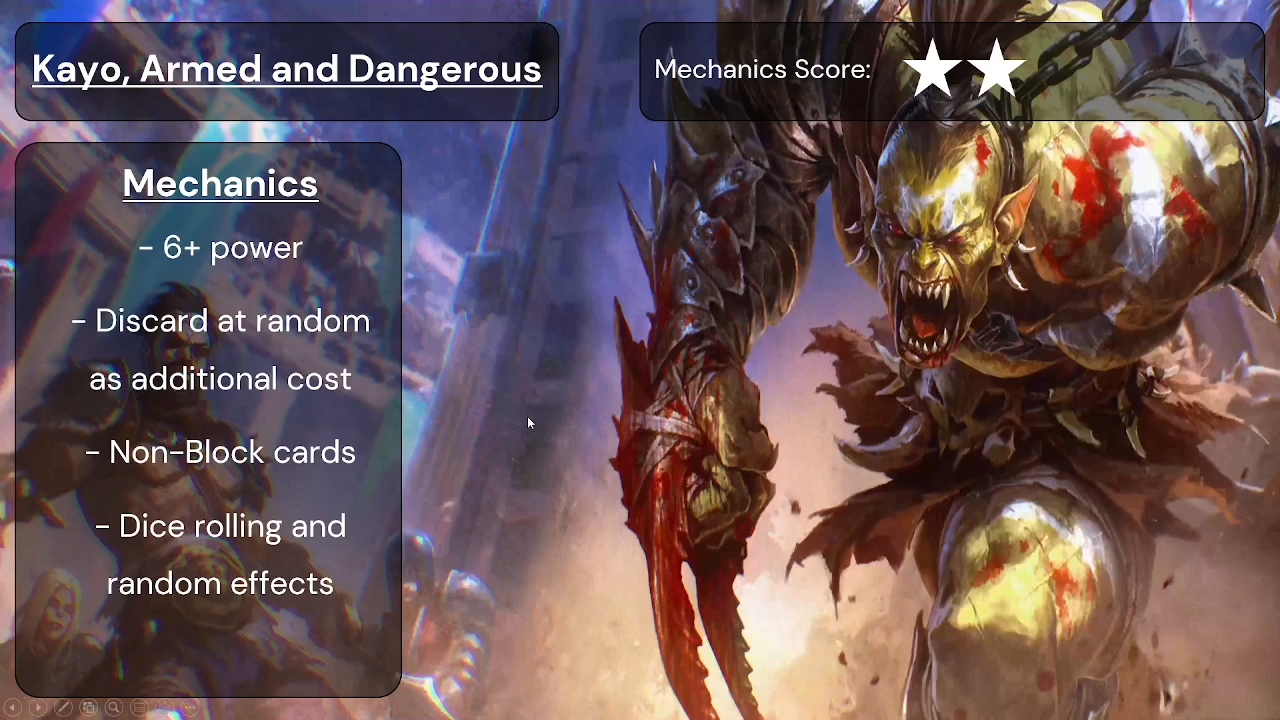 Kayo, Armed and Dangerous
Mechanics Score:
Mechanics
- 6+ power
- Discard at random
as additional cost
- Non-Block cards
- Dice rolling and
random effects